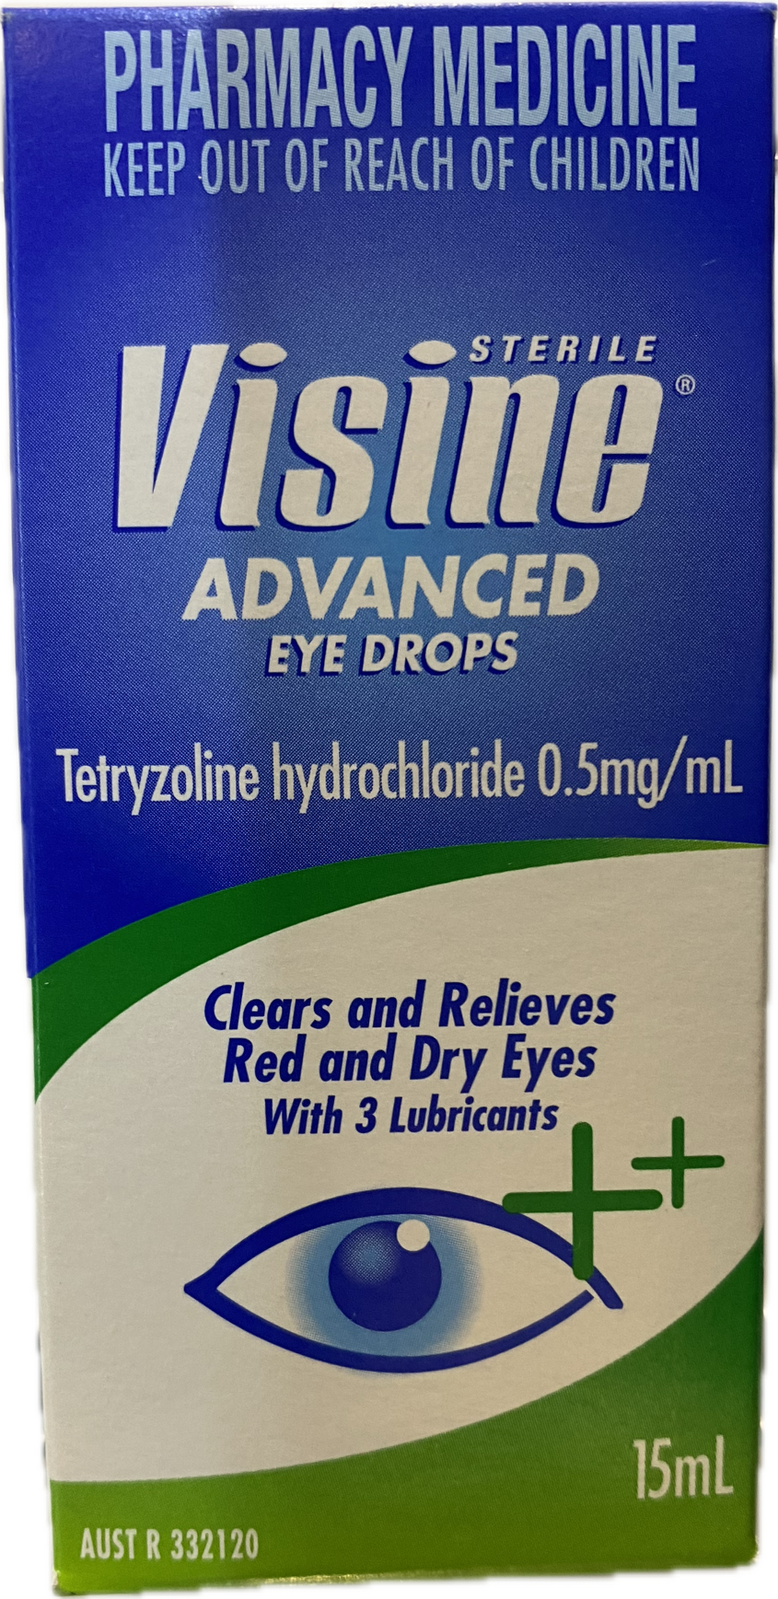 PHARMACY MEDICINE
KEEP OUT OF REACH OF CHILDREN
STERILE
Visine®
ADVANCED
EYE DROPS
Tetryzoline hydrochloride 0.5mg/mL
Clears and Relieves
Red and Dry Eyes
With 3 Lubricants
15mL
AUST R 332120